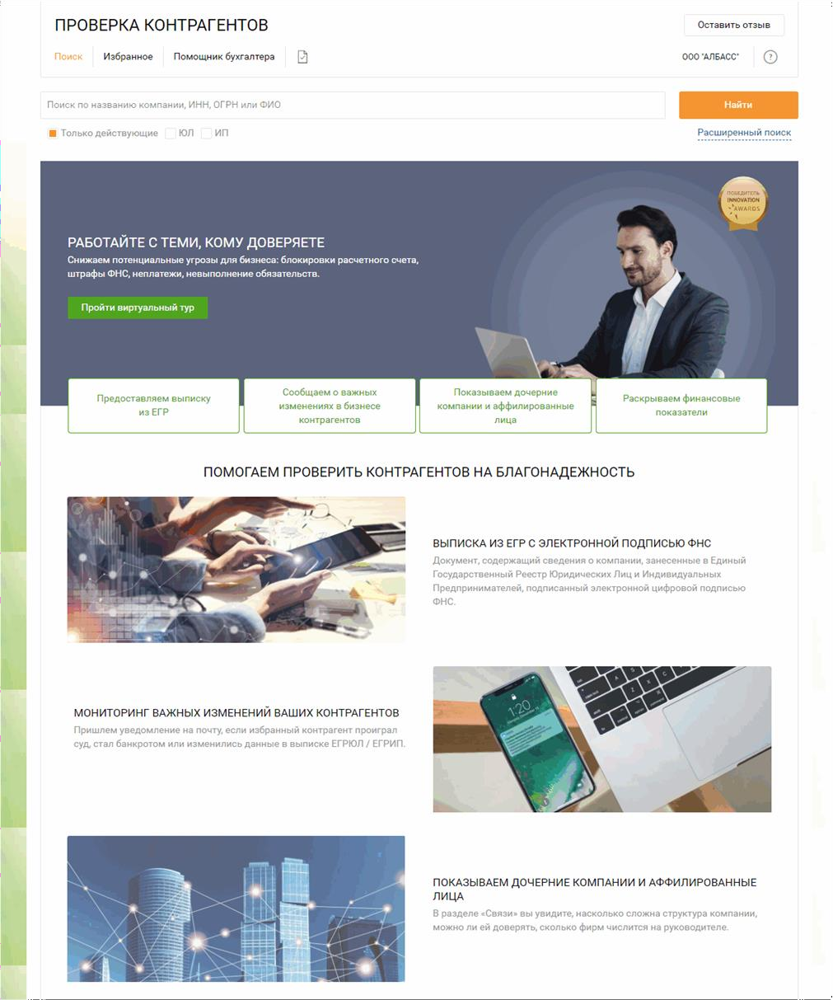 ПРОВЕРКА КОНТРАГЕНТОВ
Оставить отзыв
Поиск
Избранное
Помощник бухгалтера
ООО "АЛБАСС"
?
Поиск по названию компании, ИНН, ОГРН или ФИО
Найти
Только действующие
ЮЛ
ИП
Расширенный поиск
ПОБЕДИТЕЛЬ
INNOVATION
AWARDS
РАБОТАЙТЕ С ТЕМИ, КОМУ ДОВЕРЯЕТЕ
Снижаем потенциальные угрозы для бизнеса: блокировки расчетного счета,
штрафы ФНС, неплатежи, невыполнение обязательств.
Пройти виртуальный тур
Предоставляем выписку
из ЕГР
Сообщаем о важных
изменениях в бизнесе
контрагентов
Показываем дочерние
компании и аффилированные
лица
Раскрываем финансовые
показатели
ПОМОГАЕМ ПРОВЕРИТЬ КОНТРАГЕНТОВ НА БЛАГОНАДЕЖНОСТЬ
ВЫПИСКА ИЗ ЕГР С ЭЛЕКТРОННОЙ ПОДПИСЬЮ ФНС
Документ, содержащий сведения о компании, занесенные в Единый
Государственный Реестр Юридических Лиц и Индивидуальных
Предпринимателей, подписанный электронной цифровой подписью
ФНС.
МОНИТОРИНГ ВАЖНЫХ ИЗМЕНЕНИЙ ВАШИХ КОНТРАГЕНТОВ
Пришлем уведомление на почту, если избранный контрагент проиграл
суд, стал банкротом или изменились данные в выписке ЕГРЮЛ / ЕГРИП.
1:20
ПОКАЗЫВАЕМ ДОЧЕРНИЕ КОМПАНИИ И АФФИЛИРОВАННЫЕ
ЛИЦА
В разделе «Связи» вы увидите, насколько сложна структура компании,
можно ли ей доверять, сколько фирм числится на руководителе.